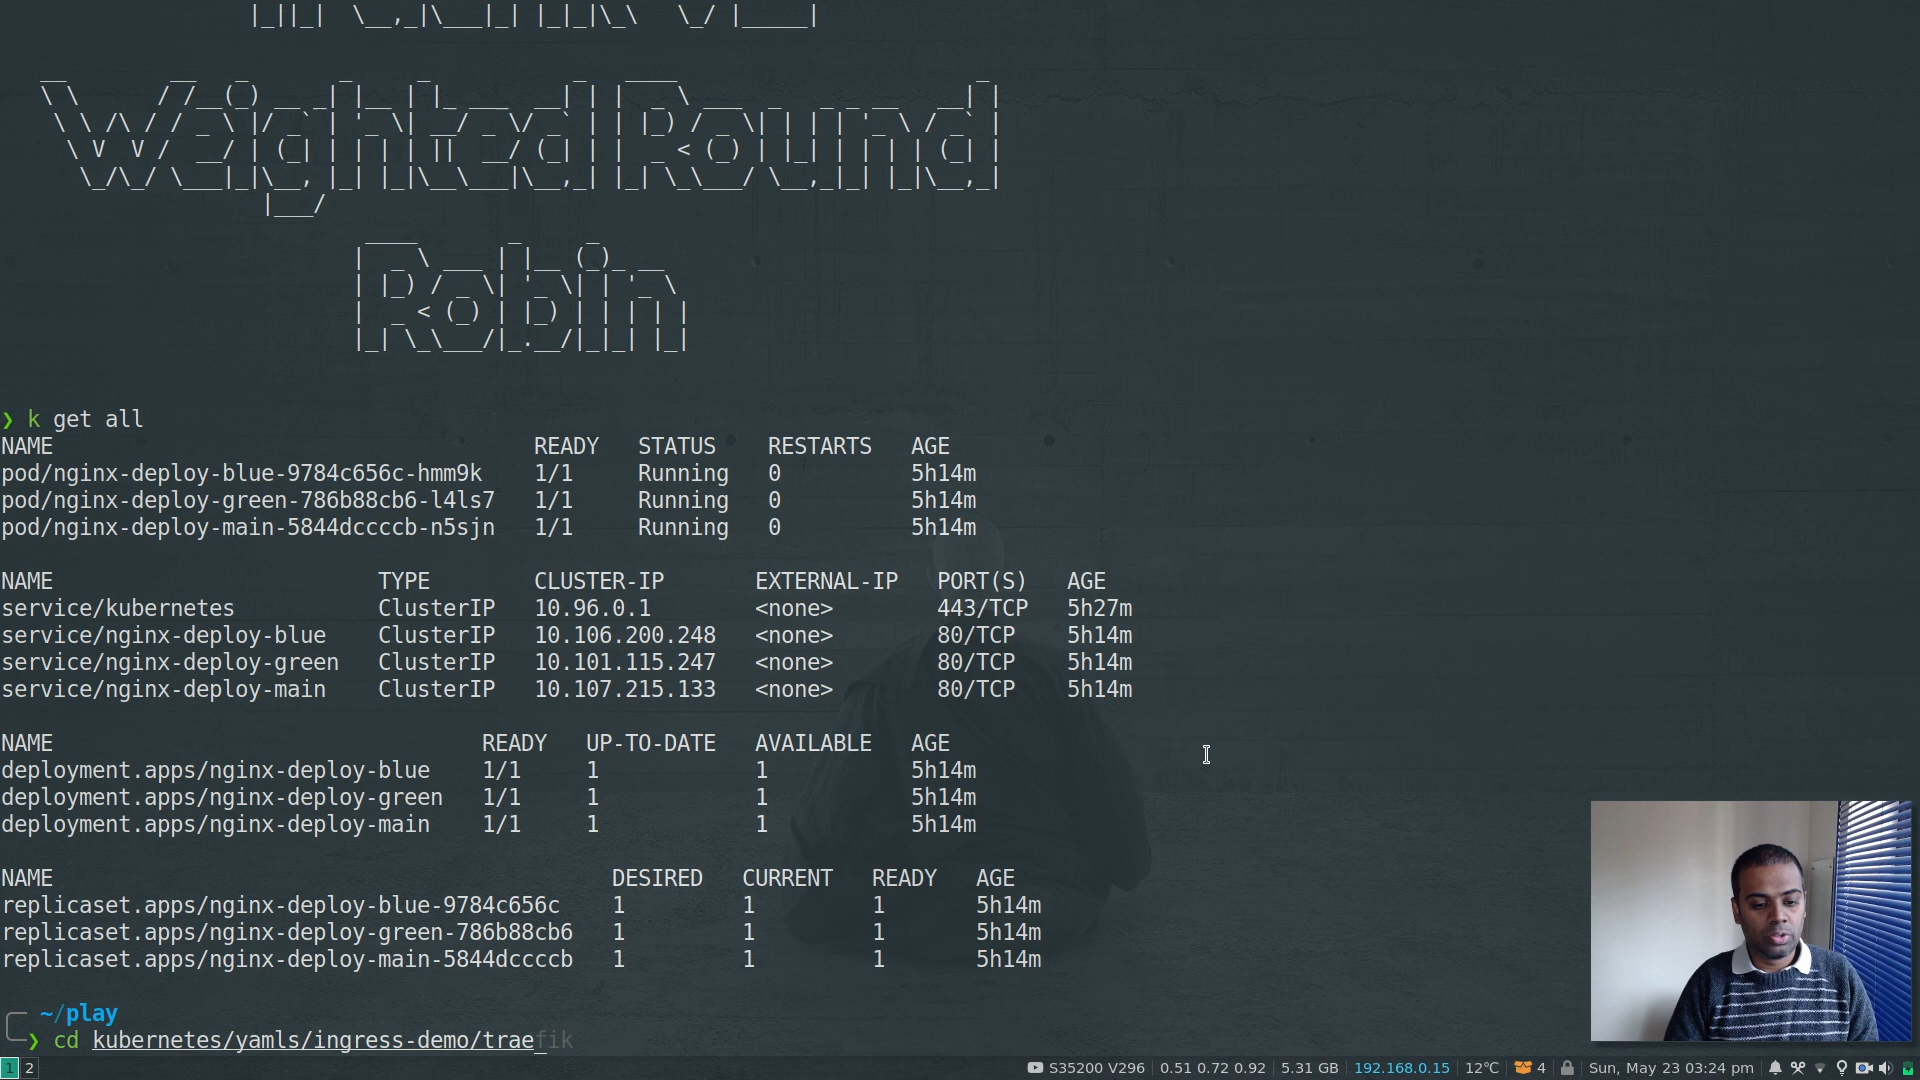 Weighted Round
Robin
❯ k get all
NAME READY STATUS RESTARTS AGE
pod/nginx-deploy-blue-9784c656c-hmm9k 1/1 Running 0 5h14m
pod/nginx-deploy-green-786b88cb6-l4ls7 1/1 Running 0 5h14m
pod/nginx-deploy-main-5844dccccb-n5sjn 1/1 Running 0 5h14m
NAME TYPE CLUSTER-IP EXTERNAL-IP PORT(S) AGE
service/kubernetes ClusterIP 10.96.0.1 <none> 443/TCP 5h27m
service/nginx-deploy-blue ClusterIP 10.106.200.248 <none> 80/TCP 5h14m
service/nginx-deploy-green ClusterIP 10.101.115.247 <none> 80/TCP 5h14m
service/nginx-deploy-main ClusterIP 10.107.215.133 <none> 80/TCP 5h14m
NAME READY UP-TO-DATE AVAILABLE AGE
deployment.apps/nginx-deploy-blue 1/1 1 1 5h14m
deployment.apps/nginx-deploy-green 1/1 1 1 5h14m
deployment.apps/nginx-deploy-main 1/1 1 1 5h14m
NAME DESIRED CURRENT READY AGE
replicaset.apps/nginx-deploy-blue-9784c656c 1 1 1 5h14m
replicaset.apps/nginx-deploy-green-786b88cb6 1 1 1 5h14m
replicaset.apps/nginx-deploy-main-5844dccccb 1 1 1 5h14m
~/play
❯ cd kubernetes/yamls/ingress-demo/traefik
1 2 S35200 V296 0.51 0.72 0.92 5.31 GB 192.168.0.15 12°C 4 Sun, May 23 03:24 pm